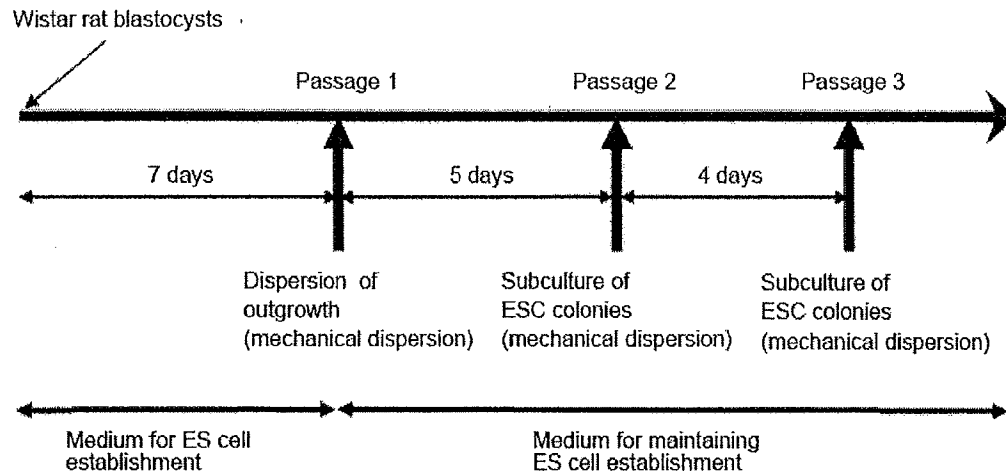 Wistar rat blastocysts
Passage 1
Passage 2
Passage 3
7 days
5 days
4 days
Dispersion of
outgrowth
(mechanical dispersion)
Subculture of
ESC colonies
(mechanical dispersion)
Subculture of
ESC colonies
(mechanical dispersion)
Medium for ES cell
establishment
Medium for maintaining
ES cell establishment